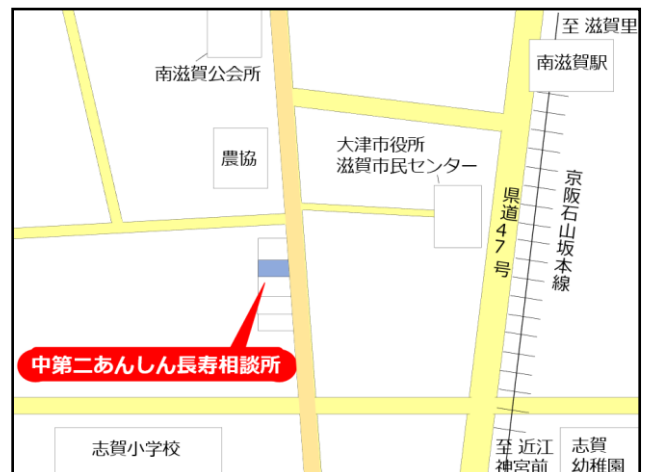 至 滋賀里
南滋賀駅
南滋賀公会所
大津市役所
滋賀市民センター
農協
県道47号
京阪石山坂本線
中第二あんしん長寿相談所
志賀小学校
至 近江
神宮前
志賀
幼稚園